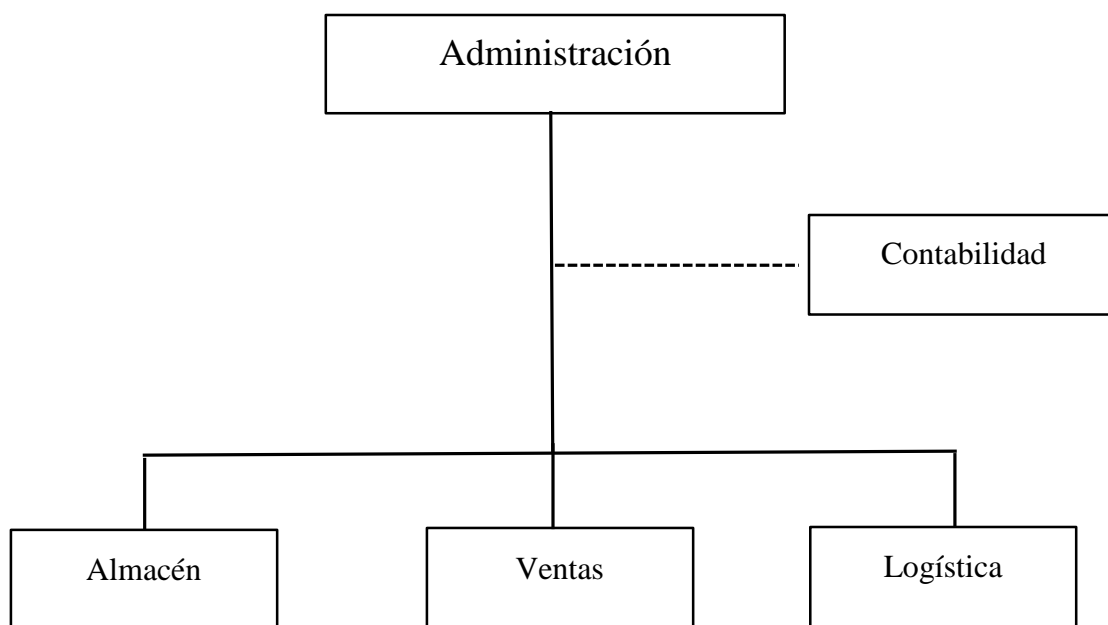 Administración
Contabilidad
Almacén
Ventas
Logística